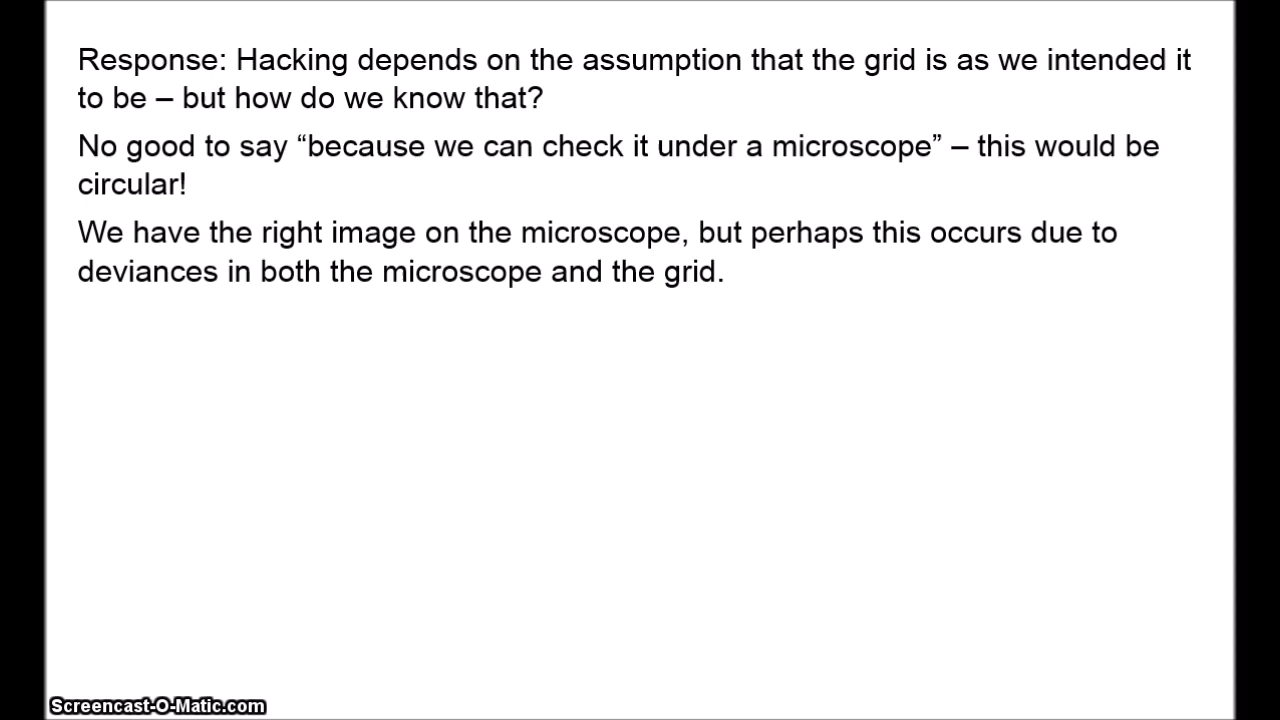 Response: Hacking depends on the assumption that the grid is as we intended it
to be – but how do we know that?
No good to say “because we can check it under a microscope” – this would be
circular!
We have the right image on the microscope, but perhaps this occurs due to
deviances in both the microscope and the grid.
Screencast-O-Matic.com